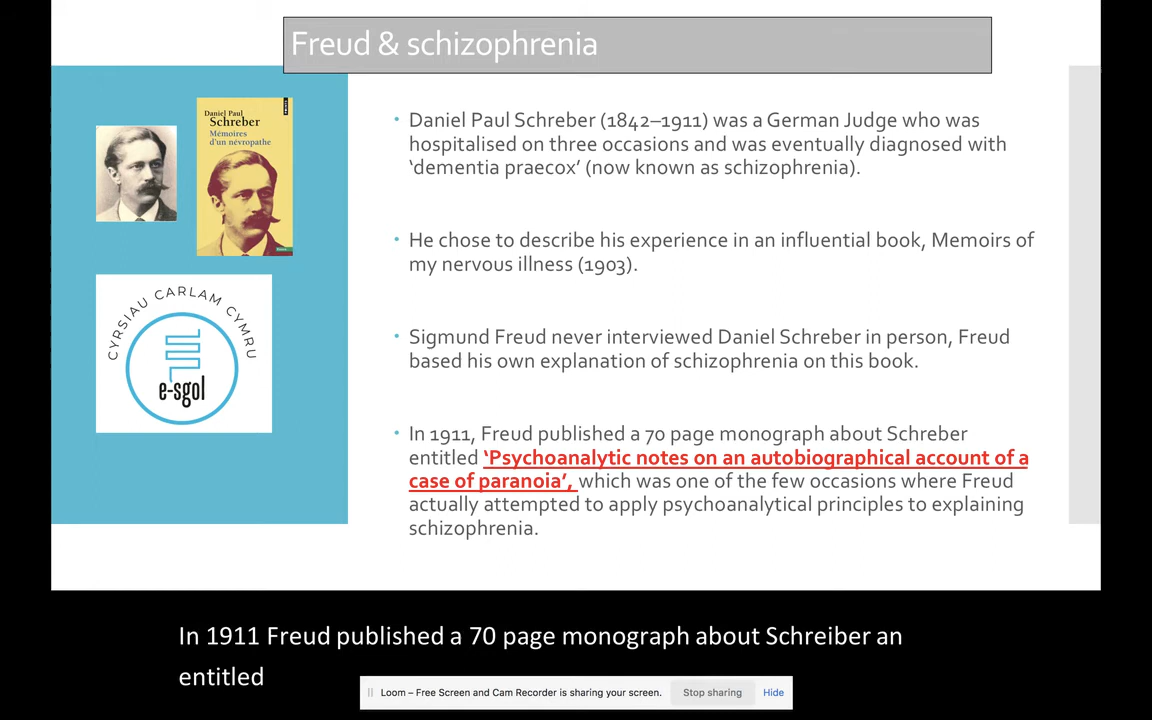 Freud & schizophrenia
Daniel Paul
Schreber
Mémoires
d'un névropathe
CYRSIAU CARLAM CYMRU
e-sgol
• Daniel Paul Schreber (1842–1911) was a German Judge who was
hospitalised on three occasions and was eventually diagnosed with
‘dementia praecox’ (now known as schizophrenia).
• He chose to describe his experience in an influential book, Memoirs of
my nervous illness (1903).
• Sigmund Freud never interviewed Daniel Schreber in person, Freud
based his own explanation of schizophrenia on this book.
• In 1911, Freud published a 70 page monograph about Schreber
entitled ‘Psychoanalytic notes on an autobiographical account of a
case of paranoia’, which was one of the few occasions where Freud
actually attempted to apply psychoanalytical principles to explaining
schizophrenia.
In 1911 Freud published a 70 page monograph about Schreiber an
entitled
Loom – Free Screen and Cam Recorder is sharing your screen. Stop sharing Hide